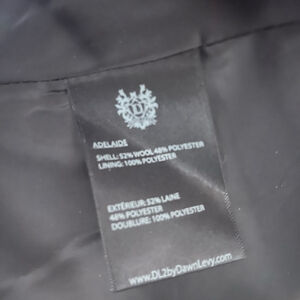 ADELAIDE
SHELL: 52% WOOL 48% POLYESTER
LINING: 100% POLYESTER
EXTÉRIEUR: 52% LAINE
48% POLYESTER
DOUBLURE: 100% POLYESTER
www.DL2byDawnLevy.com